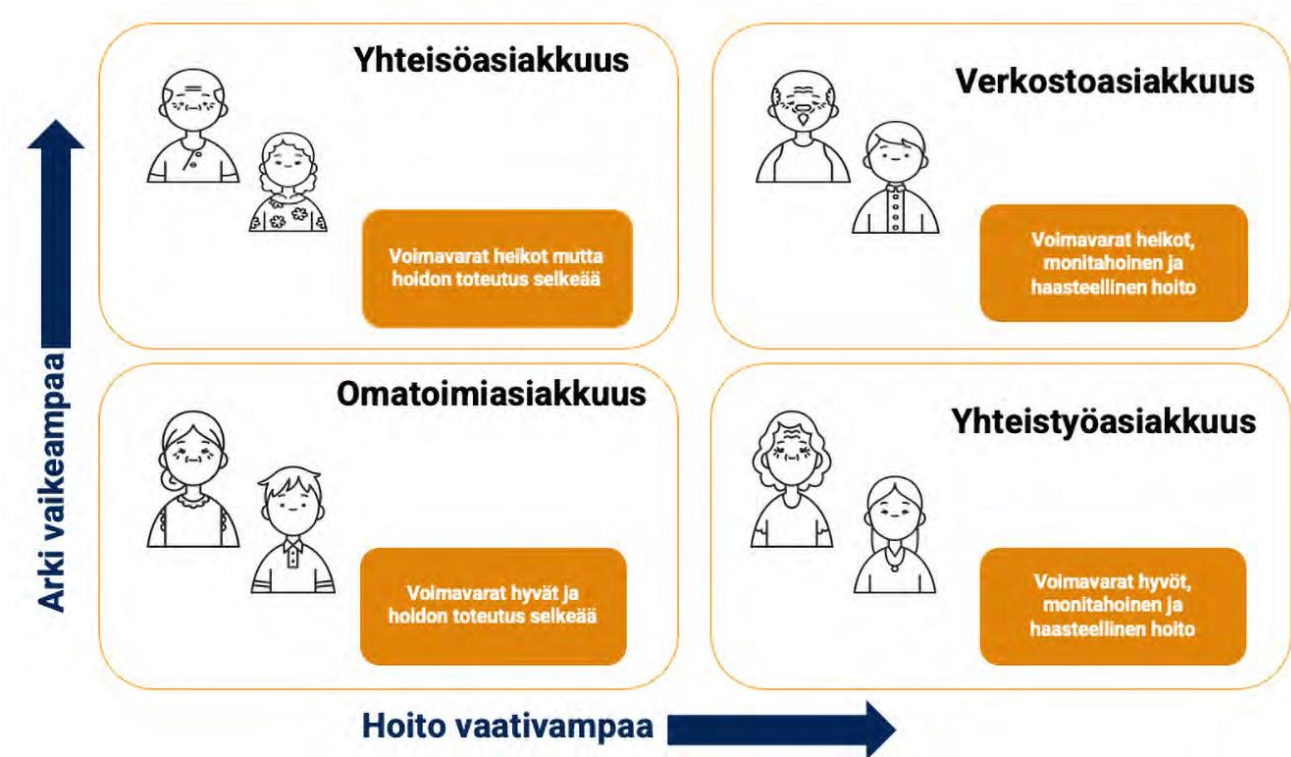 Yhteisöasiakkuus
Voimavarat heikot mutta
hoidon toteutus selkeää
Verkostoasiakkuus
Voimavarat heikot,
monitahoinen ja
haasteellinen hoito
Omatoimiasiakkuus
Voimavarat hyvät ja
hoidon toteutus selkeää
Yhteistyöasiakkuus
Voimavarat hyvöt,
monitahoinen ja
haasteellinen hoito
Arki vaikeampaa
Hoito vaativampaa